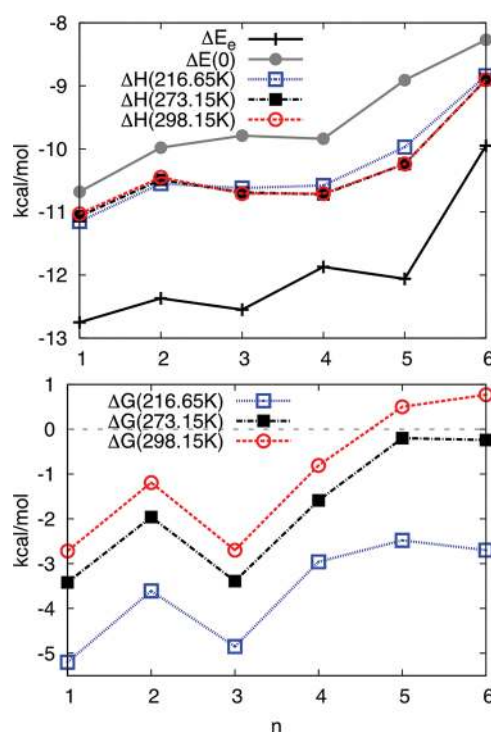 kcal/mol
-8
-9
-10
-11
-12
-13
ΔE_e
ΔE(0)
ΔH(216.65K)
ΔH(273.15K)
ΔH(298.15K)
1 2 3 4 5 6
kcal/mol
1
0
-1
-2
-3
-4
-5
ΔG(216.65K)
ΔG(273.15K)
ΔG(298.15K)
1 2 3 4 5 6
n